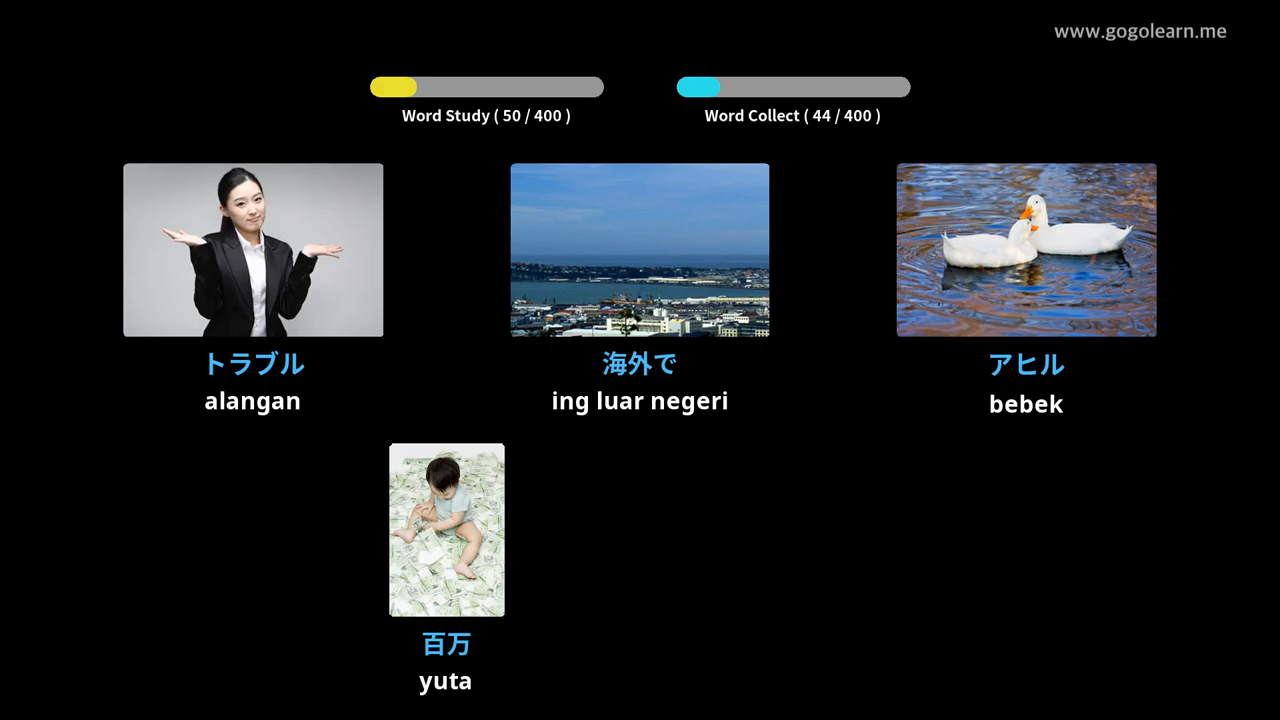 www.gogolearn.me
Word Study ( 50 / 400 )
Word Collect ( 44 / 400 )
トラブル
alangan
海外で
ing luar negeri
アヒル
bebek
百万
yuta